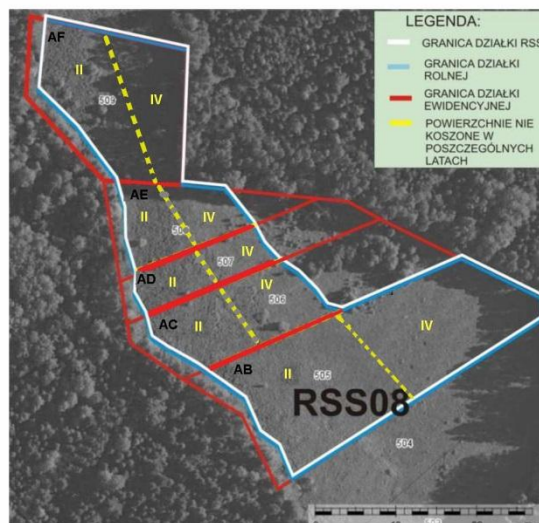 LEGENDA:
GRANICA DZIAŁKI RSS
GRANICA DZIAŁKI
ROLNEJ
GRANICA DZIAŁKI
EWIDENCYJNEJ
POWIERZCHNIE NIE
KOSZONE W
POSZCZEGÓLNYCH
LATACH
AF
II
IV
509
AE
II
IV
507
IV
AD
II
506
IV
AC
II
AB
II
505
IV
RSS08
504